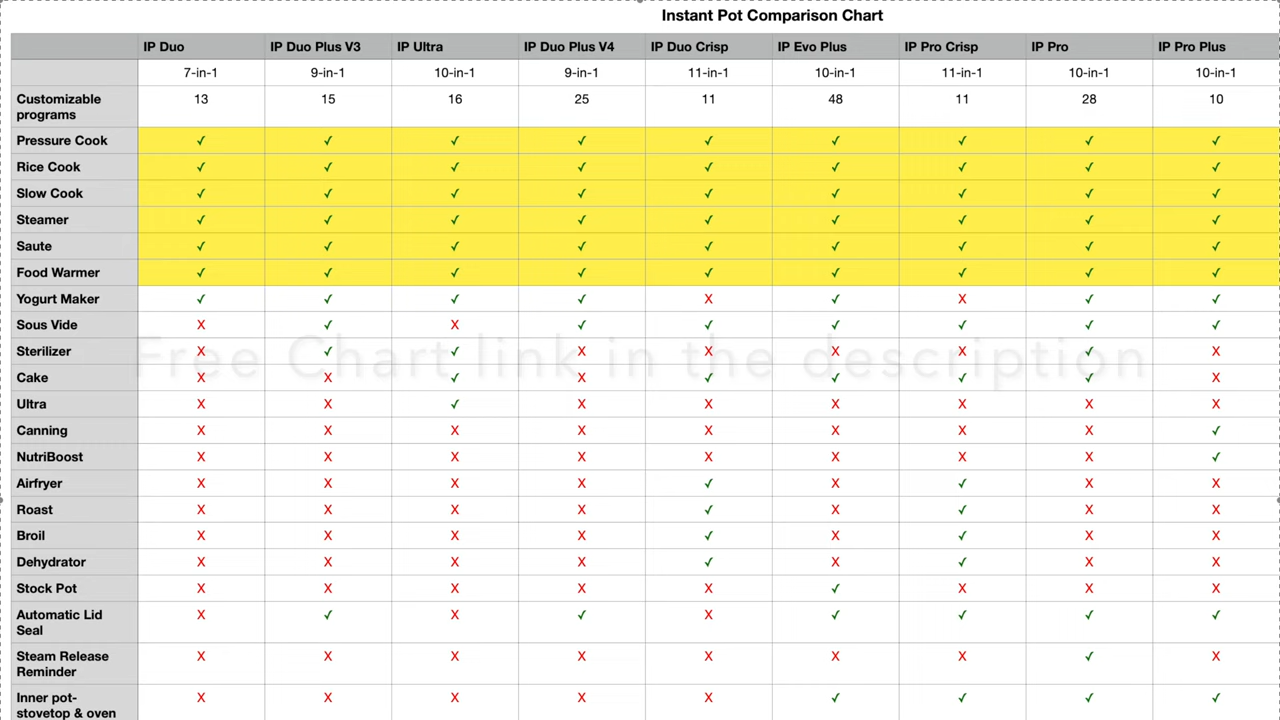 Instant Pot Comparison Chart
IP Duo IP Duo Plus V3 IP Ultra IP Duo Plus V4 IP Duo Crisp IP Evo Plus IP Pro Crisp IP Pro IP Pro Plus
7-in-1 9-in-1 10-in-1 9-in-1 11-in-1 10-in-1 11-in-1 10-in-1 10-in-1
Customizable programs 13 15 16 25 11 48 11 28 10
Pressure Cook ✓ ✓ ✓ ✓ ✓ ✓ ✓ ✓ ✓
Rice Cook ✓ ✓ ✓ ✓ ✓ ✓ ✓ ✓ ✓
Slow Cook ✓ ✓ ✓ ✓ ✓ ✓ ✓ ✓ ✓
Steamer ✓ ✓ ✓ ✓ ✓ ✓ ✓ ✓ ✓
Saute ✓ ✓ ✓ ✓ ✓ ✓ ✓ ✓ ✓
Food Warmer ✓ ✓ ✓ ✓ ✓ ✓ ✓ ✓ ✓
Yogurt Maker ✓ ✓ ✓ ✓ X ✓ X ✓ ✓
Sous Vide X ✓ X ✓ ✓ ✓ ✓ ✓ ✓
Sterilizer X ✓ ✓ X X X X ✓ X
Free Chart link in the description
Cake X X ✓ X ✓ ✓ ✓ ✓ X
Ultra X X ✓ X X X X X X
Canning X X X X X X X X ✓
NutriBoost X X X X X X X X ✓
Airfryer X X X X ✓ X ✓ X X
Roast X X X X ✓ X ✓ X X
Broil X X X X ✓ X ✓ X X
Dehydrator X X X X ✓ X ✓ X X
Stock Pot X X X X X ✓ X X X
Automatic Lid Seal X ✓ X ✓ X ✓ ✓ ✓ ✓
Steam Release Reminder X X X X X X X ✓ X
Inner pot- stovetop & oven X X X X X ✓ ✓ ✓ ✓